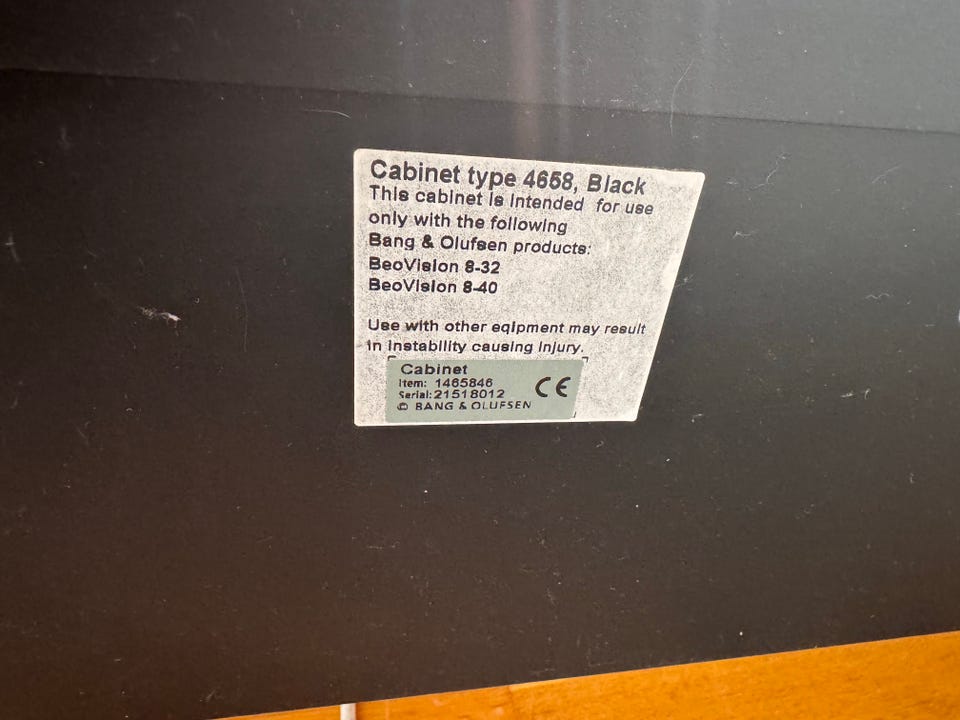 Cabinet type 4658, Black
This cabinet is intended for use
only with the following
Bang & Olufsen products:
BeoVision 8-32
BeoVision 8-40
Use with other eqipment may result
in instability causing injury.
Cabinet
Item: 1465846
Serial: 21518012
© BANG & OLUFSEN
CE